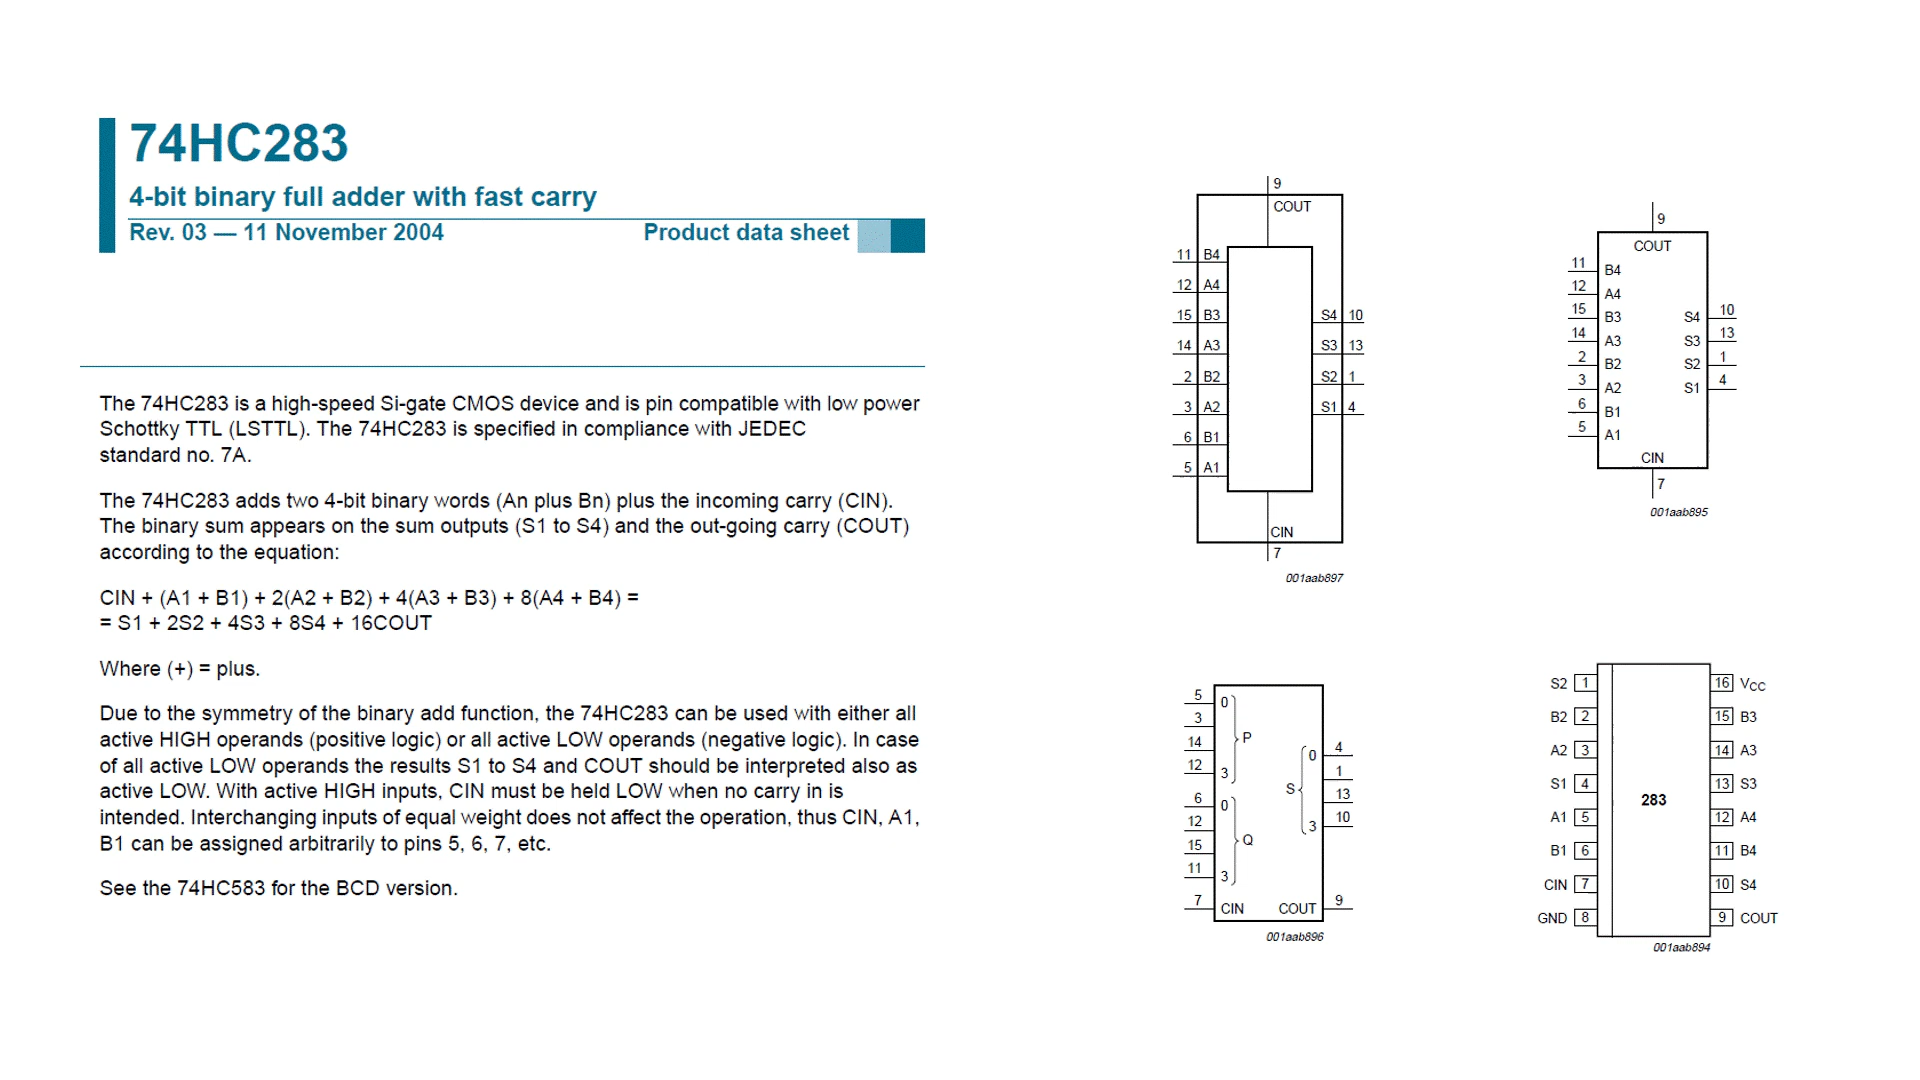 74HC283
4-bit binary full adder with fast carry
Rev. 03 — 11 November 2004 Product data sheet
The 74HC283 is a high-speed Si-gate CMOS device and is pin compatible with low power
Schottky TTL (LSTTL). The 74HC283 is specified in compliance with JEDEC
standard no. 7A.
The 74HC283 adds two 4-bit binary words (An plus Bn) plus the incoming carry (CIN).
The binary sum appears on the sum outputs (S1 to S4) and the out-going carry (COUT)
according to the equation:
CIN + (A1 + B1) + 2(A2 + B2) + 4(A3 + B3) + 8(A4 + B4) =
= S1 + 2S2 + 4S3 + 8S4 + 16COUT
Where (+) = plus.
Due to the symmetry of the binary add function, the 74HC283 can be used with either all
active HIGH operands (positive logic) or all active LOW operands (negative logic). In case
of all active LOW operands the results S1 to S4 and COUT should be interpreted also as
active LOW. With active HIGH inputs, CIN must be held LOW when no carry in is
intended. Interchanging inputs of equal weight does not affect the operation, thus CIN, A1,
B1 can be assigned arbitrarily to pins 5, 6, 7, etc.
See the 74HC583 for the BCD version.
9
COUT
11 B4
12 A4
15 B3 S4 10
14 A3 S3 13
2 B2 S2 1
3 A2 S1 4
6 B1
5 A1
CIN
7
001aab897
9
COUT
11 B4
12 A4
15 B3 S4 10
14 A3 S3 13
2 B2 S2 1
3 A2 S1 4
6 B1
5 A1
CIN
7
001aab895
5 0
3
14 P
12 3 0 4
1
6 0 S 13
12 3 10
15 Q
11 3
7 CIN COUT 9
001aab896
S2 1 16 VCC
B2 2 15 B3
A2 3 14 A3
S1 4 13 S3
283
A1 5 12 A4
B1 6 11 B4
CIN 7 10 S4
GND 8 9 COUT
001aab894